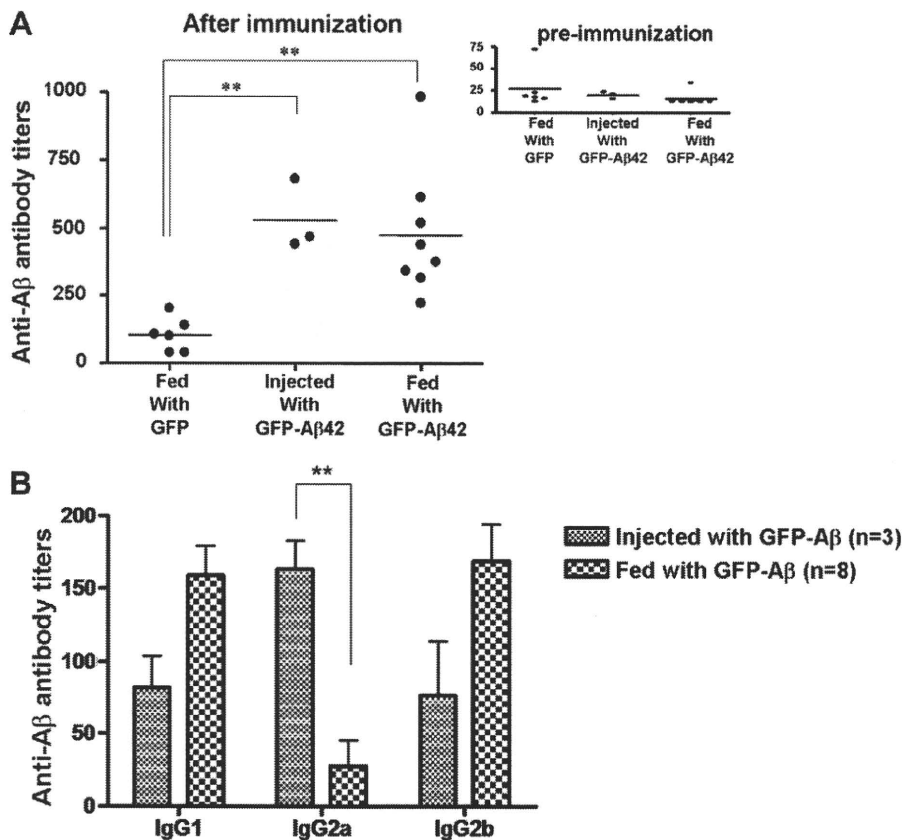 A
After immunization
pre-immunization
**
**
Anti-Aβ antibody titers
1000
750
500
250
0
Fed
With
GFP
Injected
With
GFP-Aβ42
Fed
With
GFP-Aβ42
75
50
25
0
Fed
With
GFP
Injected
With
GFP-Aβ42
Fed
With
GFP-Aβ42
B
**
Anti-Aβ antibody titers
200
150
100
50
0
IgG1
IgG2a
IgG2b
Injected with GFP-Aβ (n=3)
Fed with GFP-Aβ (n=8)